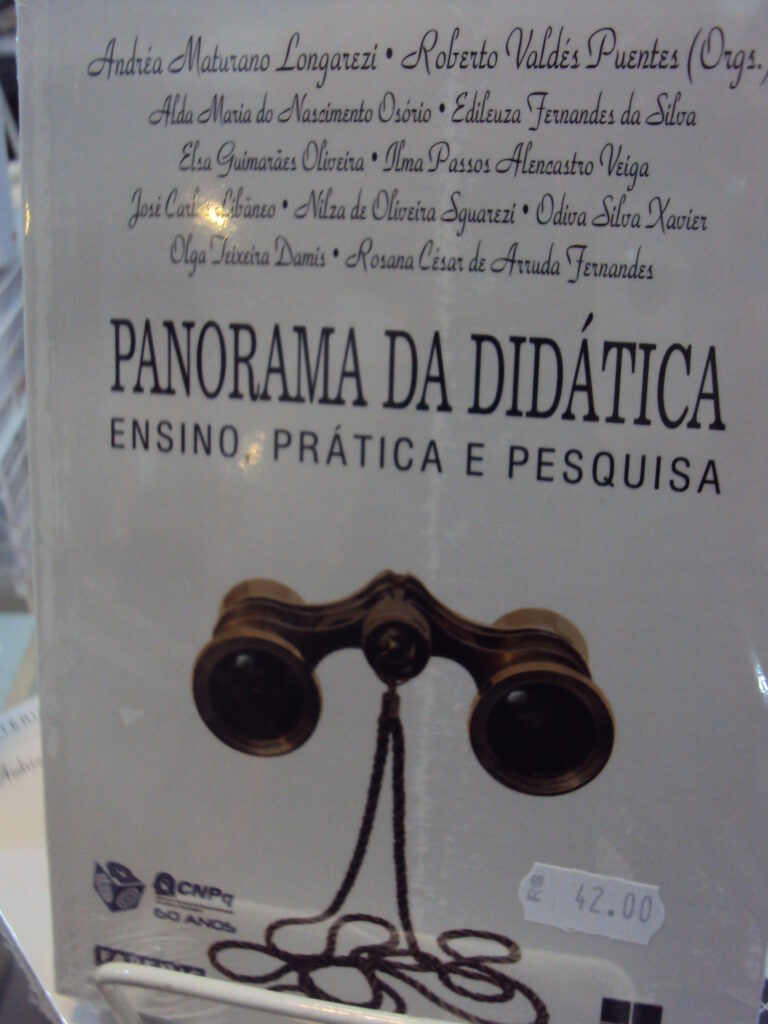 Andréa Maturano Longarezi • Roberto Valdés Puentes (Orgs.)
Alda Maria do Nascimento Osório • Edileuza Fernandes da Silva
Elsa Guimarães Oliveira • Ilma Passos Alencastro Veiga
José Carlos Libâneo • Nilza de Oliveira Sguarezi • Odiva Silva Xavier
Olga Teixeira Damis • Rosana César de Arruda Fernandes
PANORAMA DA DIDÁTICA
ENSINO, PRÁTICA E PESQUISA
CNPq
60 ANOS
R$ 42.00